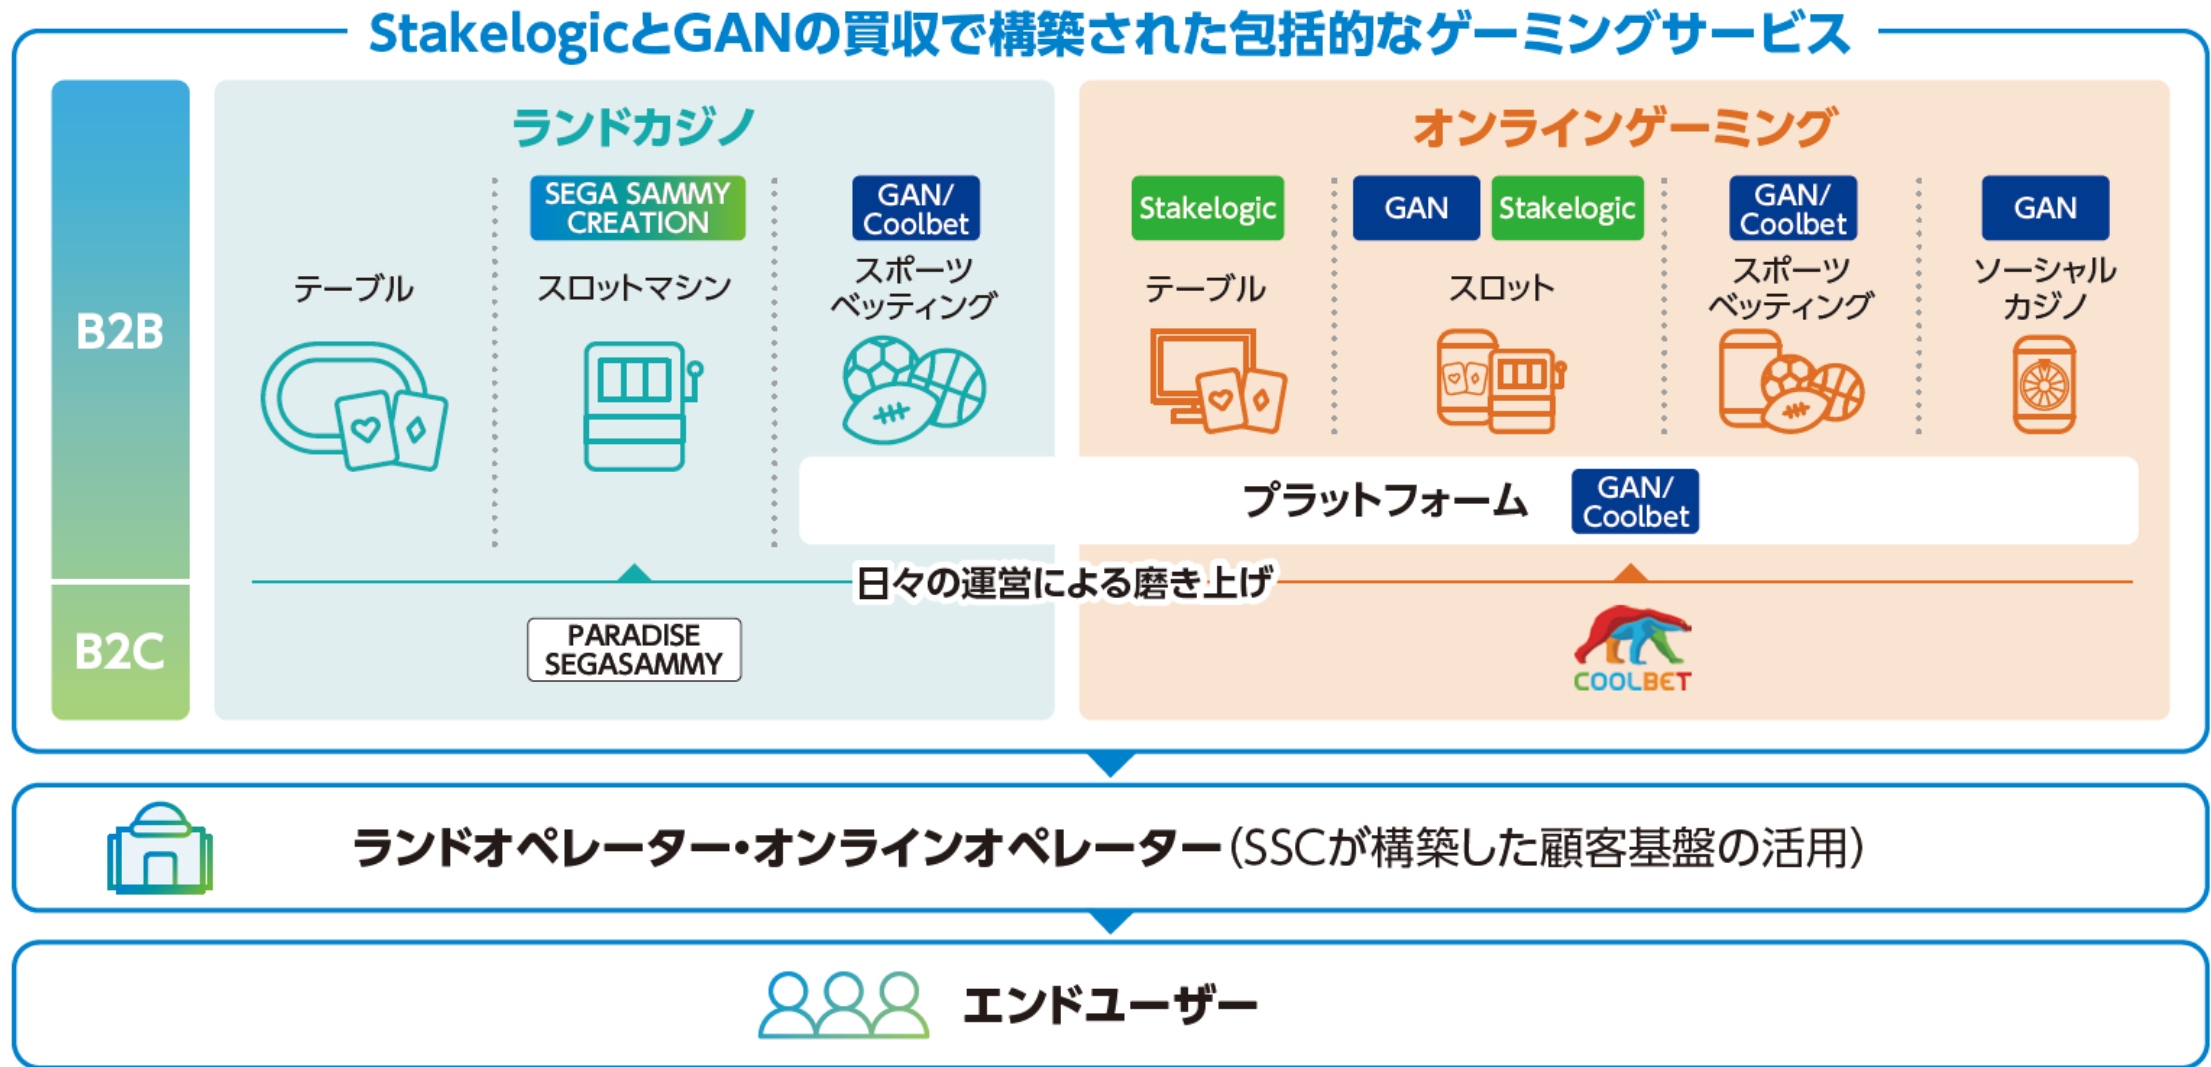 StakelogicとGANの買収で構築された包括的なゲーミングサービス
B2B
ランドカジノ
テーブル
SEGA SAMMY
CREATION
スロットマシン
GAN/
Coolbet
スポーツ
ベッティング
オンラインゲーミング
Stakelogic
テーブル
GAN
Stakelogic
スロット
GAN/
Coolbet
スポーツ
ベッティング
GAN
ソーシャル
カジノ
プラットフォーム
GAN/
Coolbet
日々の運営による磨き上げ
B2C
PARADISE
SEGASAMMY
COOLBET
ランドオペレーター・オンラインオペレーター(SSCが構築した顧客基盤の活用)
エンドユーザー